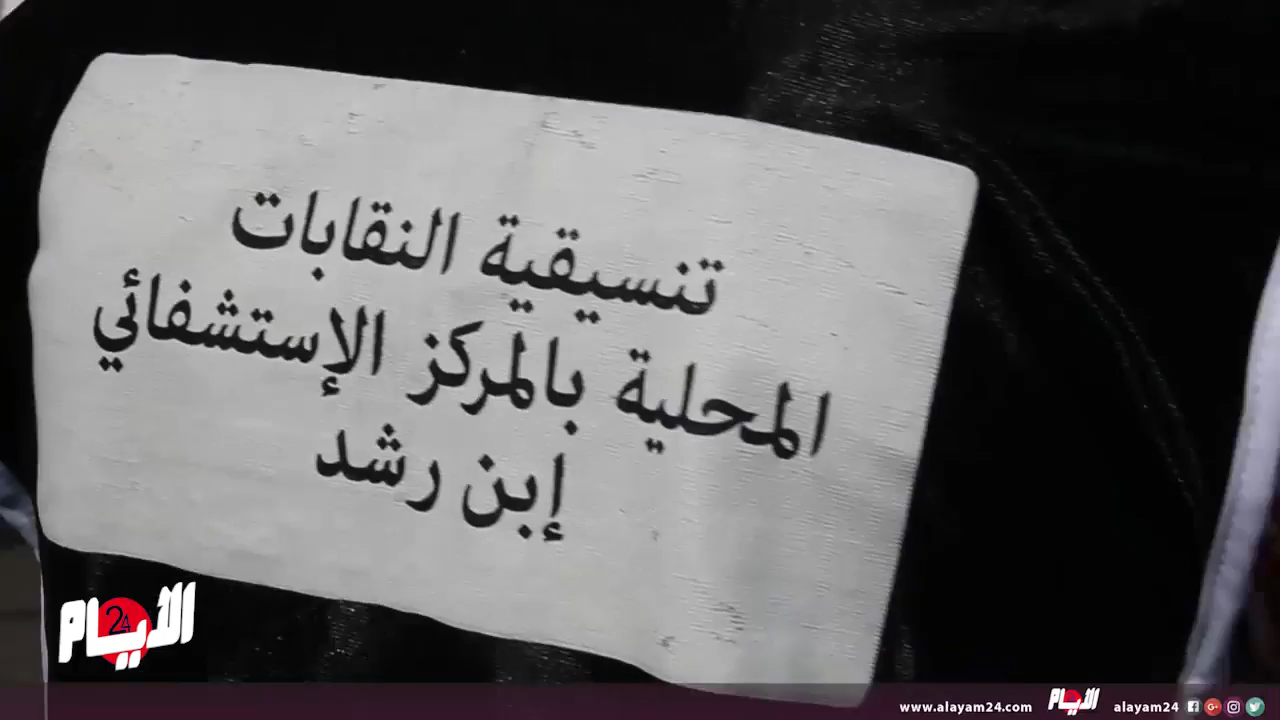 تنسيقية النقابات
المحلية بالمركز الإستشفائي
إبن رشد
الأيام 24
www.alayam24.com الأيام alayam24